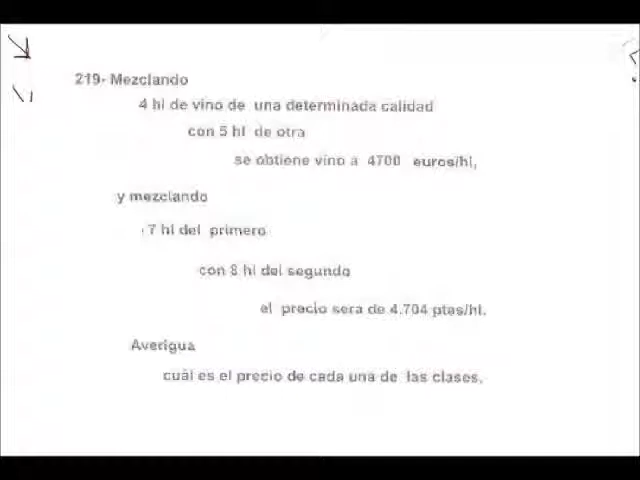 219- Mezclando
4 hl de vino de una determinada calidad
con 5 hl de otra
se obtiene vino a 4700 euros/hl,
y mezclando
7 hl del primero
con 8 hl del segundo
el precio sera de 4.704 ptas/hl.
Averigua
cuál es el precio de cada una de las clases.